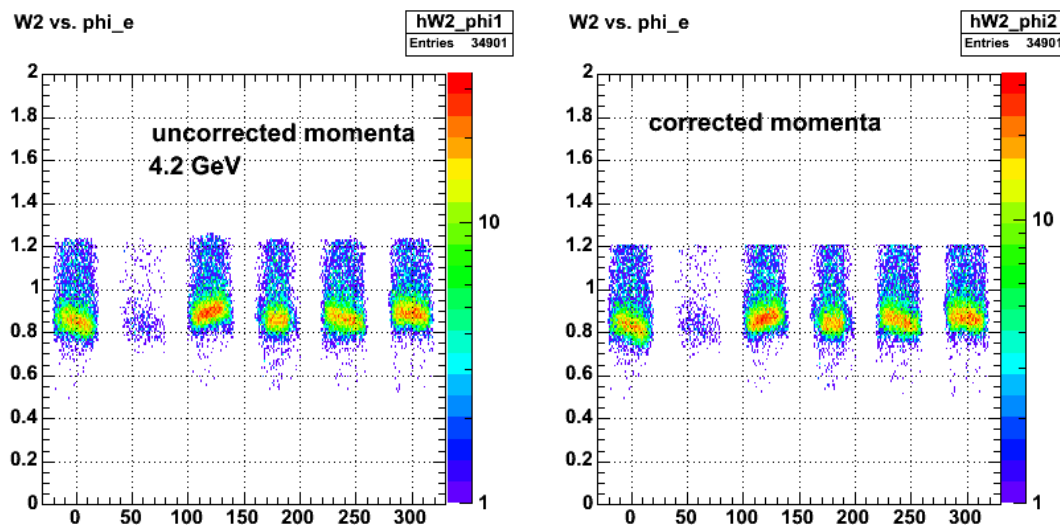 W2 vs. phi_e
hW2_phi1
Entries 34901
uncorrected momenta
4.2 GeV
2
1.8
1.6
1.4
1.2
1
0.8
0.6
0.4
0.2
0
0 50 100 150 200 250 300
10
1
W2 vs. phi_e
hW2_phi2
Entries 34901
corrected momenta
2
1.8
1.6
1.4
1.2
1
0.8
0.6
0.4
0.2
0
0 50 100 150 200 250 300
10
1